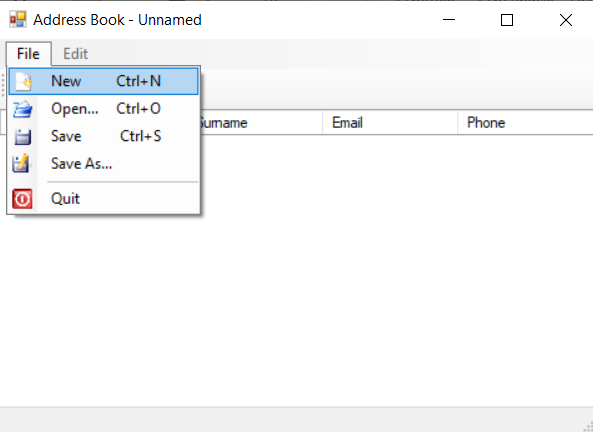 Address Book - Unnamed
File Edit
New Ctrl+N
Surname Email Phone
Open... Ctrl+O
Save Ctrl+S
Save As...
Quit